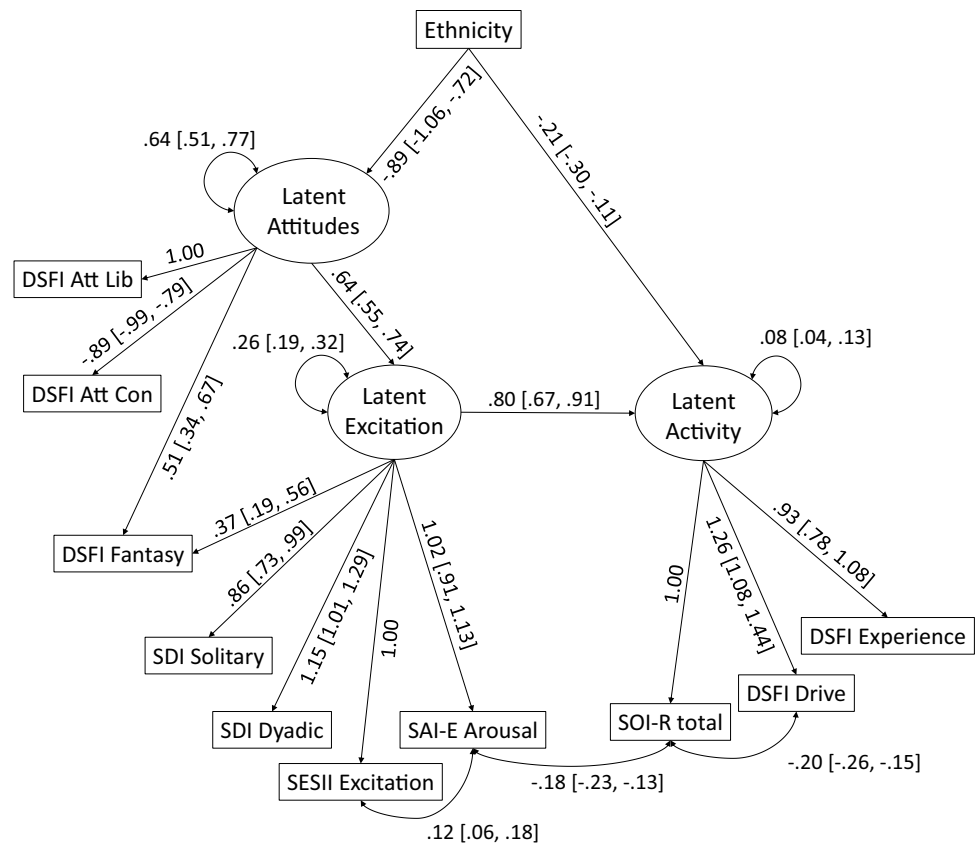 Ethnicity
-.89 [-1.06, -.72]
-.21 [-.30, -.11]
.64 [.51, .77]
Latent
Attitudes
1.00
DSFI Att Lib
-.89 [-.99, -.79]
.64 [.55, .74]
DSFI Att Con
.51 [.34, .67]
.26 [.19, .32]
Latent
Excitation
.80 [.67, .91]
.08 [.04, .13]
Latent
Activity
DSFI Fantasy
.37 [.19, .56]
.86 [.73, .99]
1.15 [1.01, 1.29]
1.00
1.02 [.91, 1.13]
1.00
1.26 [1.08, 1.44]
.93 [.78, 1.08]
SDI Solitary
DSFI Experience
DSFI Drive
SDI Dyadic
SAI-E Arousal
SOI-R total
SESII Excitation
-.18 [-.23, -.13]
-.20 [-.26, -.15]
.12 [.06, .18]